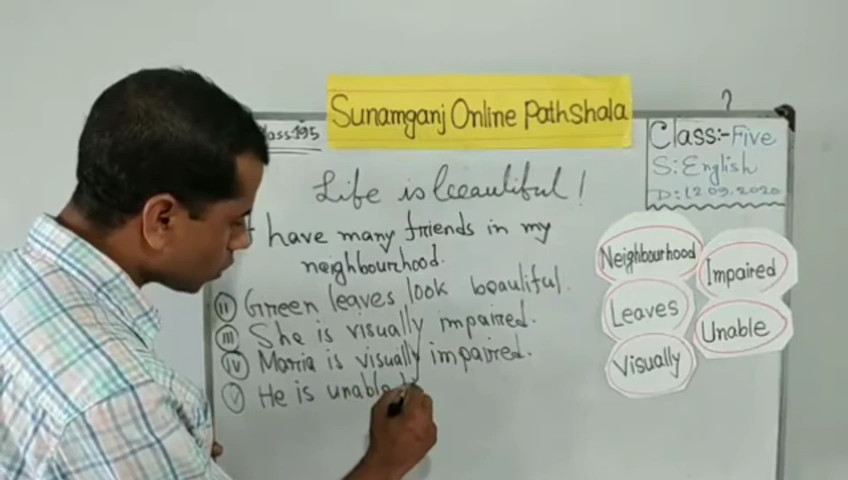 Sunamganj Online Pathshala
Class 195
Class:- Five
S: English
D: 12.09.2020
Life is beautiful!
have many friends in my
neighbourhood.
II Green leaves look beautiful.
III She is visually impaired.
IV Marria is visually impaired.
V He is unable
Neighbourhood
Impaired
Leaves
Unable
Visually